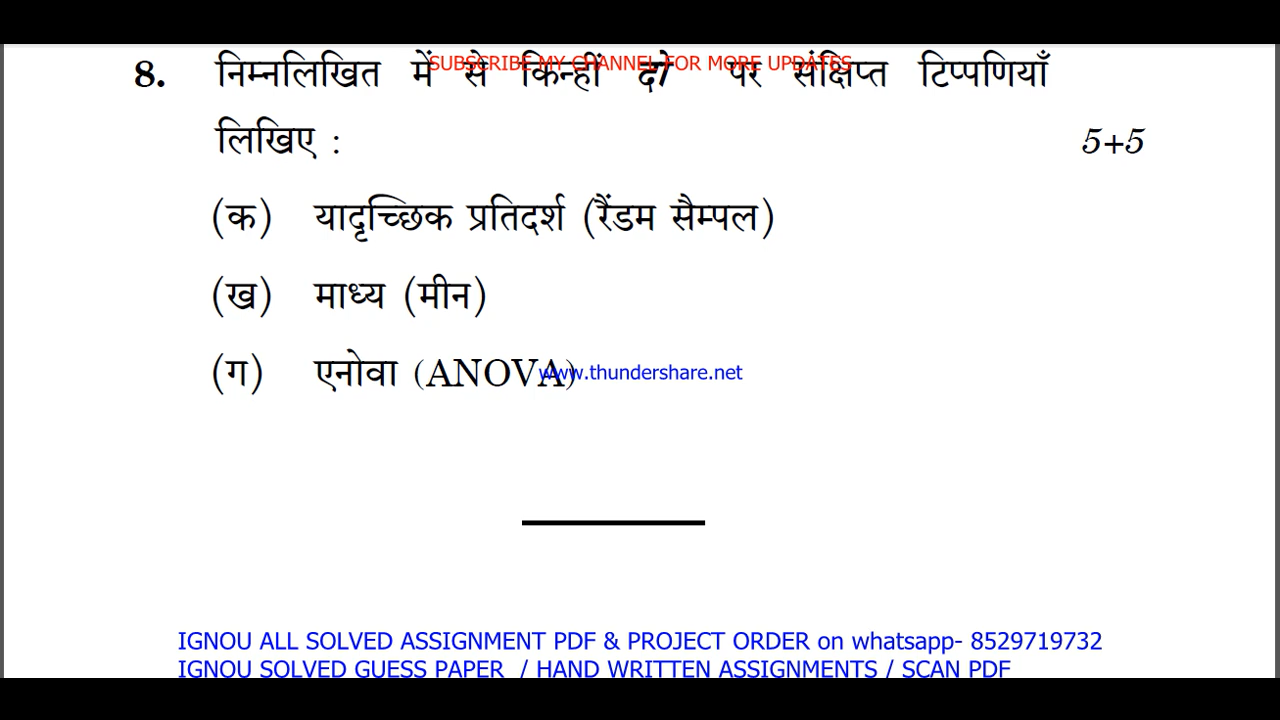 SUBSCRIBE MY CHANNEL FOR MORE UPDATES
8. निम्नलिखित में से किन्हीं दो पर संक्षिप्त टिप्पणियाँ
लिखिए : 5+5
(क) यादृच्छिक प्रतिदर्श (रैंडम सैम्पल)
(ख) माध्य (मीन)
(ग) एनोवा (ANOVA)
www.thundershare.net
IGNOU ALL SOLVED ASSIGNMENT PDF & PROJECT ORDER on whatsapp- 8529719732
IGNOU SOLVED GUESS PAPER / HAND WRITTEN ASSIGNMENTS / SCAN PDF